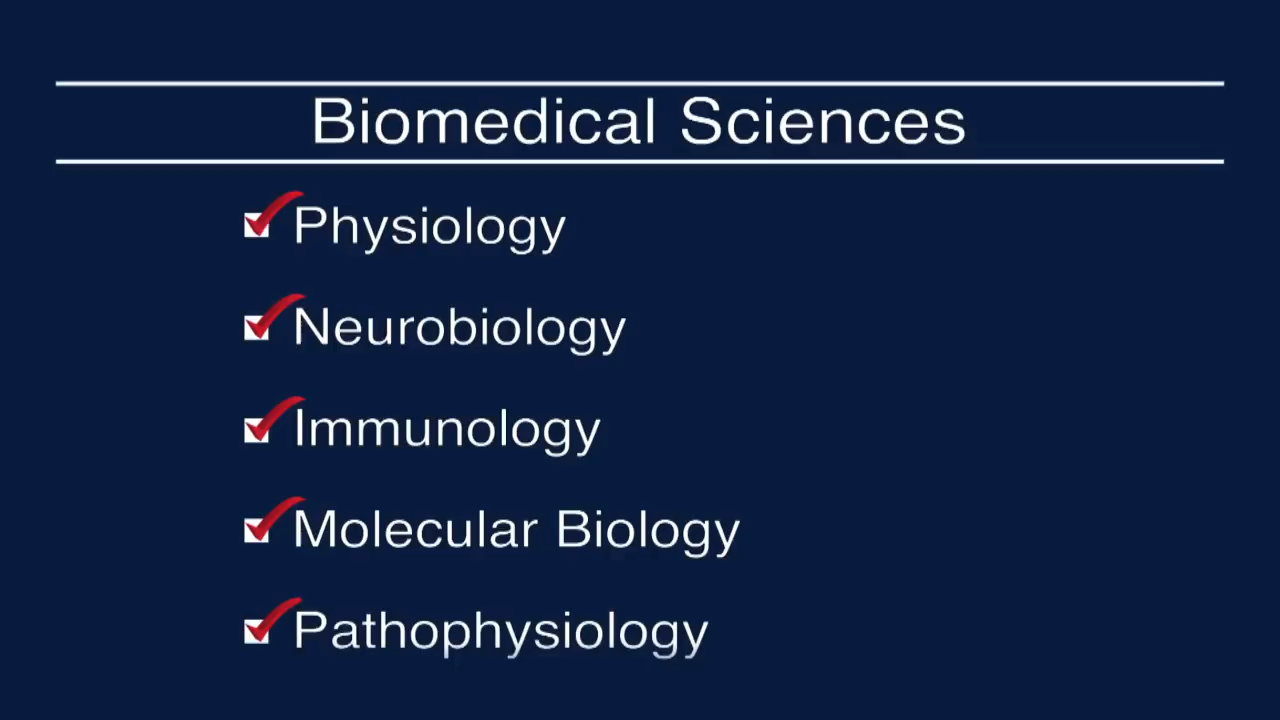 Biomedical Sciences
Physiology
Neurobiology
Immunology
Molecular Biology
Pathophysiology